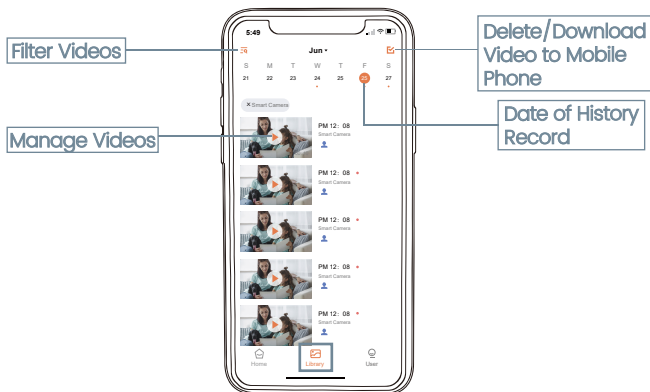 Filter Videos
Manage Videos
Delete/Download
Video to Mobile
Phone
Date of History
Record
5:49
Jun
S M T W T F S
21 22 23 24 25 25 27
× Smart Camera
PM 12: 08
Smart Camera
PM 12: 08
Smart Camera
PM 12: 08
Smart Camera
PM 12: 08
Smart Camera
PM 12: 08
Smart Camera
Home Library User